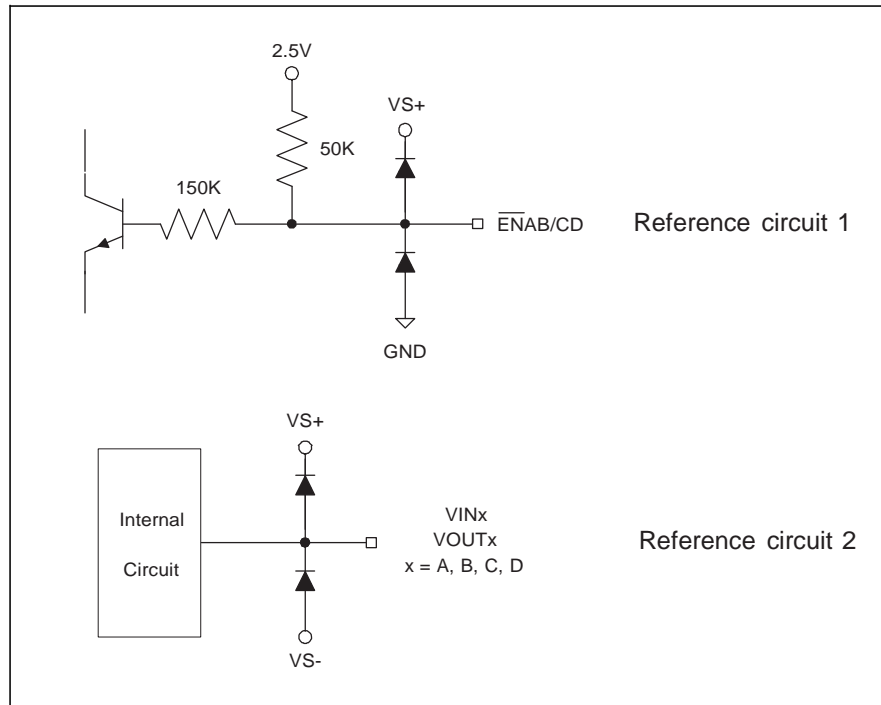 2.5V
VS+
50K
150K
E̅N̅AB/CD
Reference circuit 1
GND
VS+
Internal
Circuit
VINx
VOUTx
x = A, B, C, D
Reference circuit 2
VS-